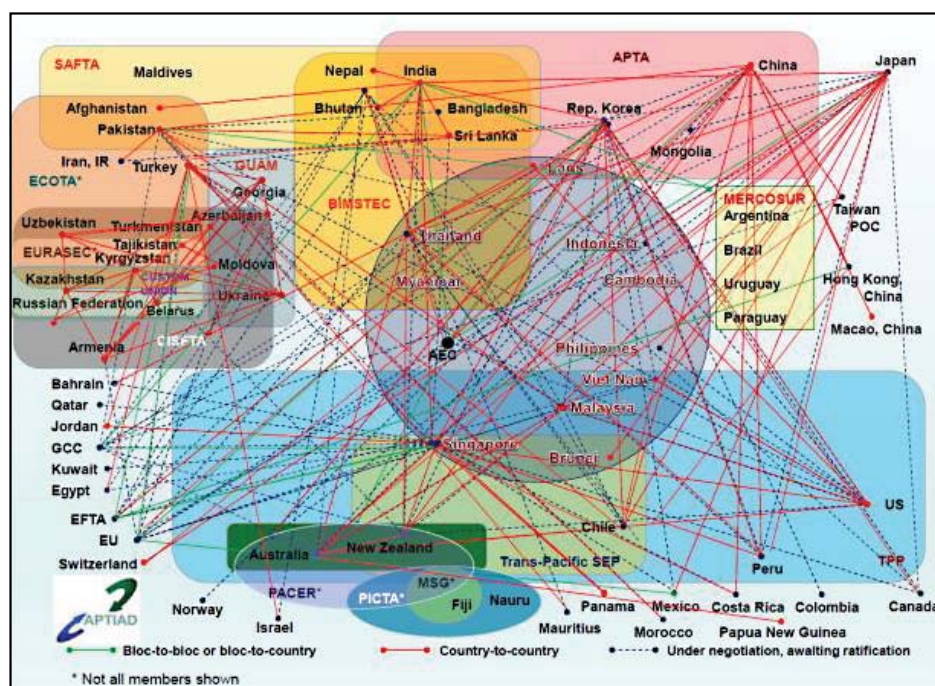 SAFTA
Maldives
Nepal
India
APTA
China
Japan
Afghanistan
Bhutan
Bangladesh
Rep. Korea
Pakistan
Sri Lanka
Iran, IR
Turkey
GUAM
Mongolia
ECOTA*
Georgia
Laos
MERCOSUR
Uzbekistan
Turkmenistan
Azerbaijan
BIMSTEC
Thailand
Indonesia
Argentina
Taiwan
POC
EURASEC*
Tajikistan
Kyrgyzstan
Brazil
Kazakhstan
CUSTOM
UNION
Moldova
Myanmar
Cambodia
Hong Kong,
China
Russian Federation
Belarus
Ukraine
Uruguay
Paraguay
Macao, China
Armenia
CISFTA
AEC
Philippines
Bahrain
Viet Nam
Qatar
Malaysia
Jordan
GCC
Singapore
Kuwait
Brunei
Egypt
US
EFTA
Chile
EU
Australia
New Zealand
Switzerland
Trans-Pacific SEP
Peru
TPP
MSG*
PACER*
PICTA*
Fiji
Nauru
Norway
Panama
Mexico
Costa Rica
Colombia
Canada
APTIAD
Israel
Mauritius
Morocco
Papua New Guinea
Bloc-to-bloc or bloc-to-country
Country-to-country
Under negotiation, awaiting ratification
* Not all members shown